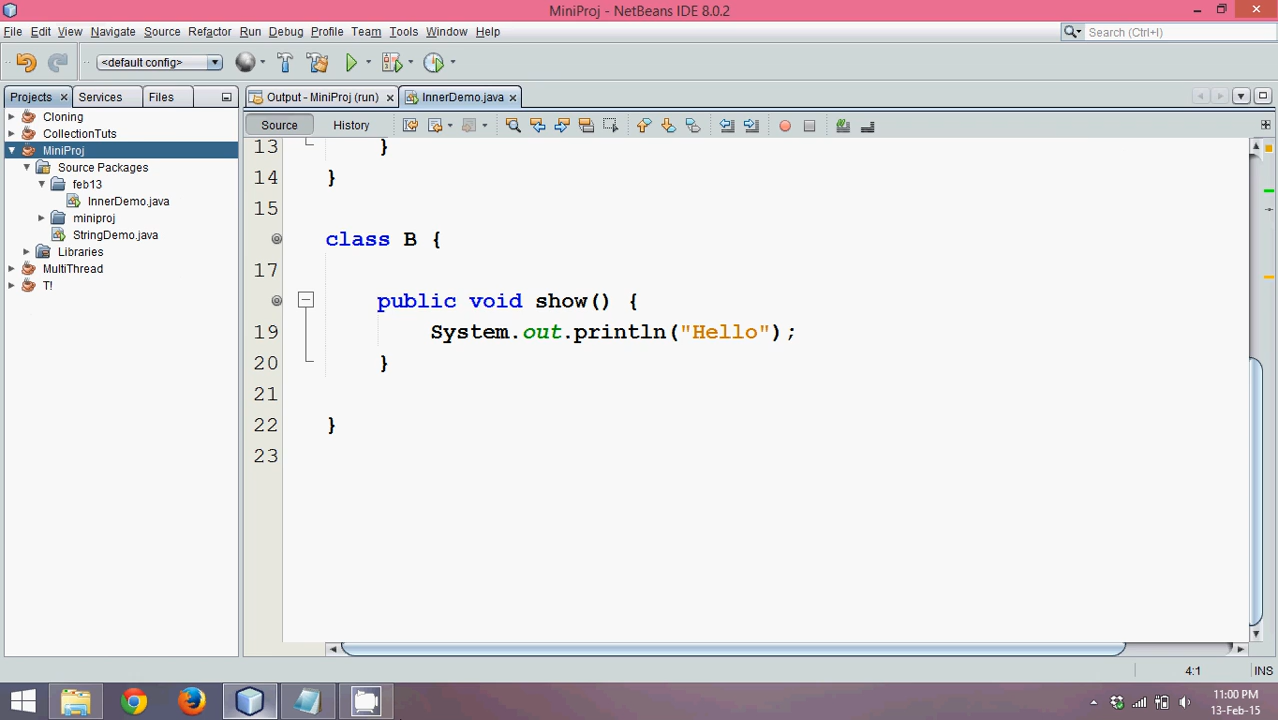 MiniProj - NetBeans IDE 8.0.2
File Edit View Navigate Source Refactor Run Debug Profile Team Tools Window Help
Search (Ctrl+I)
<default config>
Projects Services Files
Output - MiniProj (run) InnerDemo.java
Source History
Cloning
CollectionTuts
MiniProj
Source Packages
feb13
InnerDemo.java
miniproj
StringDemo.java
Libraries
MultiThread
T!
13 }
14 }
15
class B {
17
public void show() {
19 System.out.println("Hello");
20 }
21
22 }
23
4:1 INS
11:00 PM
13-Feb-15